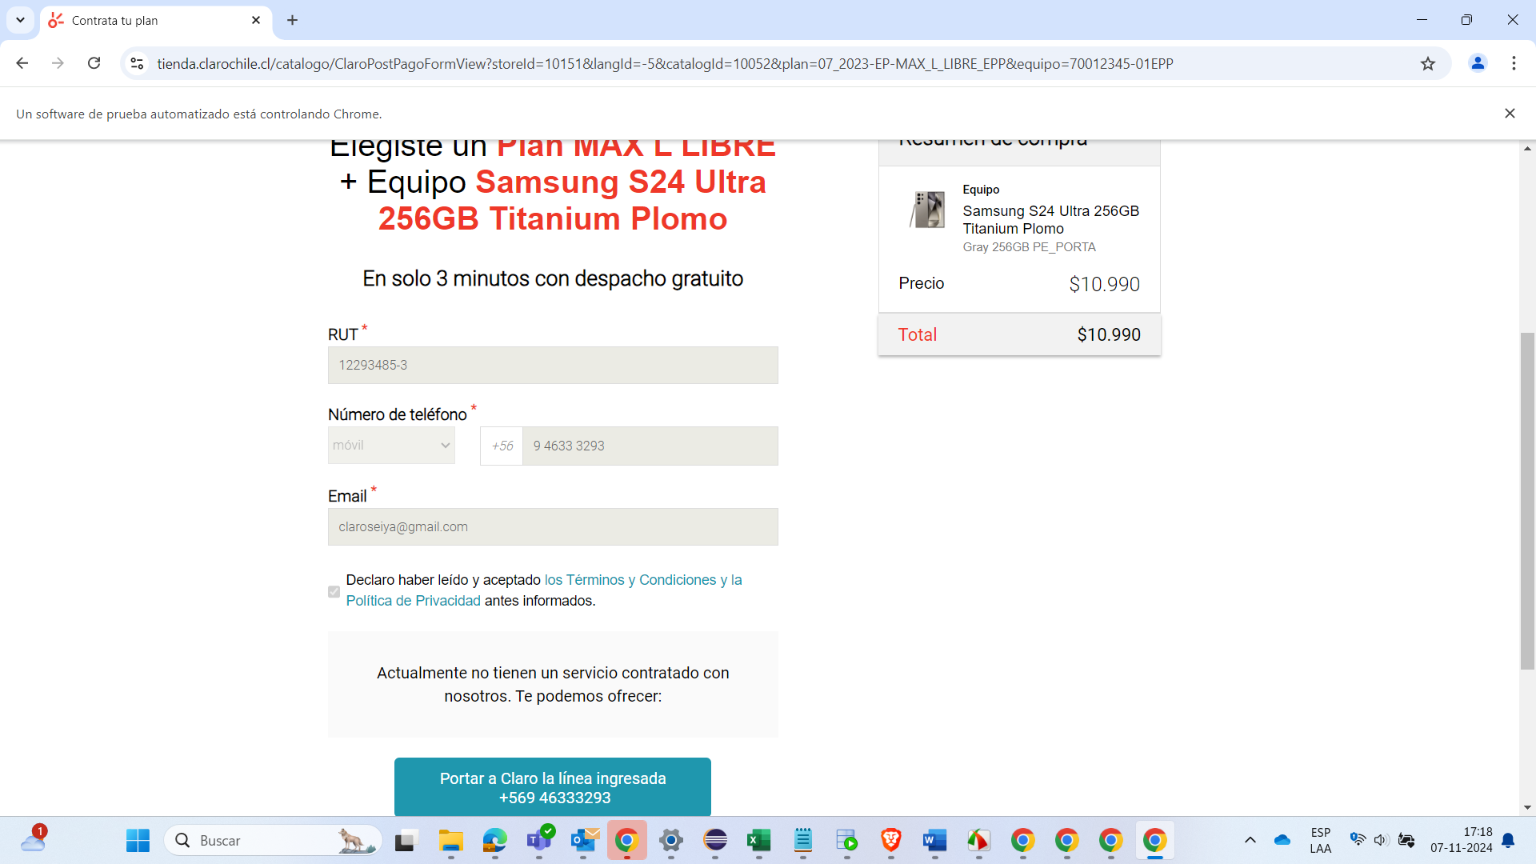 Contrata tu plan
tienda.clarochile.cl/catalogo/ClaroPostPagoFormView?storeId=10151&langId=-5&catalogId=10052&plan=07_2023-EP-MAX_L_LIBRE_EPP&equipo=70012345-01EPP
Un software de prueba automatizado está controlando Chrome.
Elegiste un Plan MAX L LIBRE
+ Equipo Samsung S24 Ultra
256GB Titanium Plomo
En solo 3 minutos con despacho gratuito
RUT *
12293485-3
Número de teléfono *
móvil
+56
9 4633 3293
Email *
claroseiya@gmail.com
Declaro haber leído y aceptado los Términos y Condiciones y la
Política de Privacidad antes informados.
Actualmente no tienen un servicio contratado con
nosotros. Te podemos ofrecer:
Portar a Claro la línea ingresada
+569 46333293
Resumen de compra
Equipo
Samsung S24 Ultra 256GB
Titanium Plomo
Gray 256GB PE_PORTA
Precio $10.990
Total $10.990
1
Buscar
ESP
LAA
17:18
07-11-2024